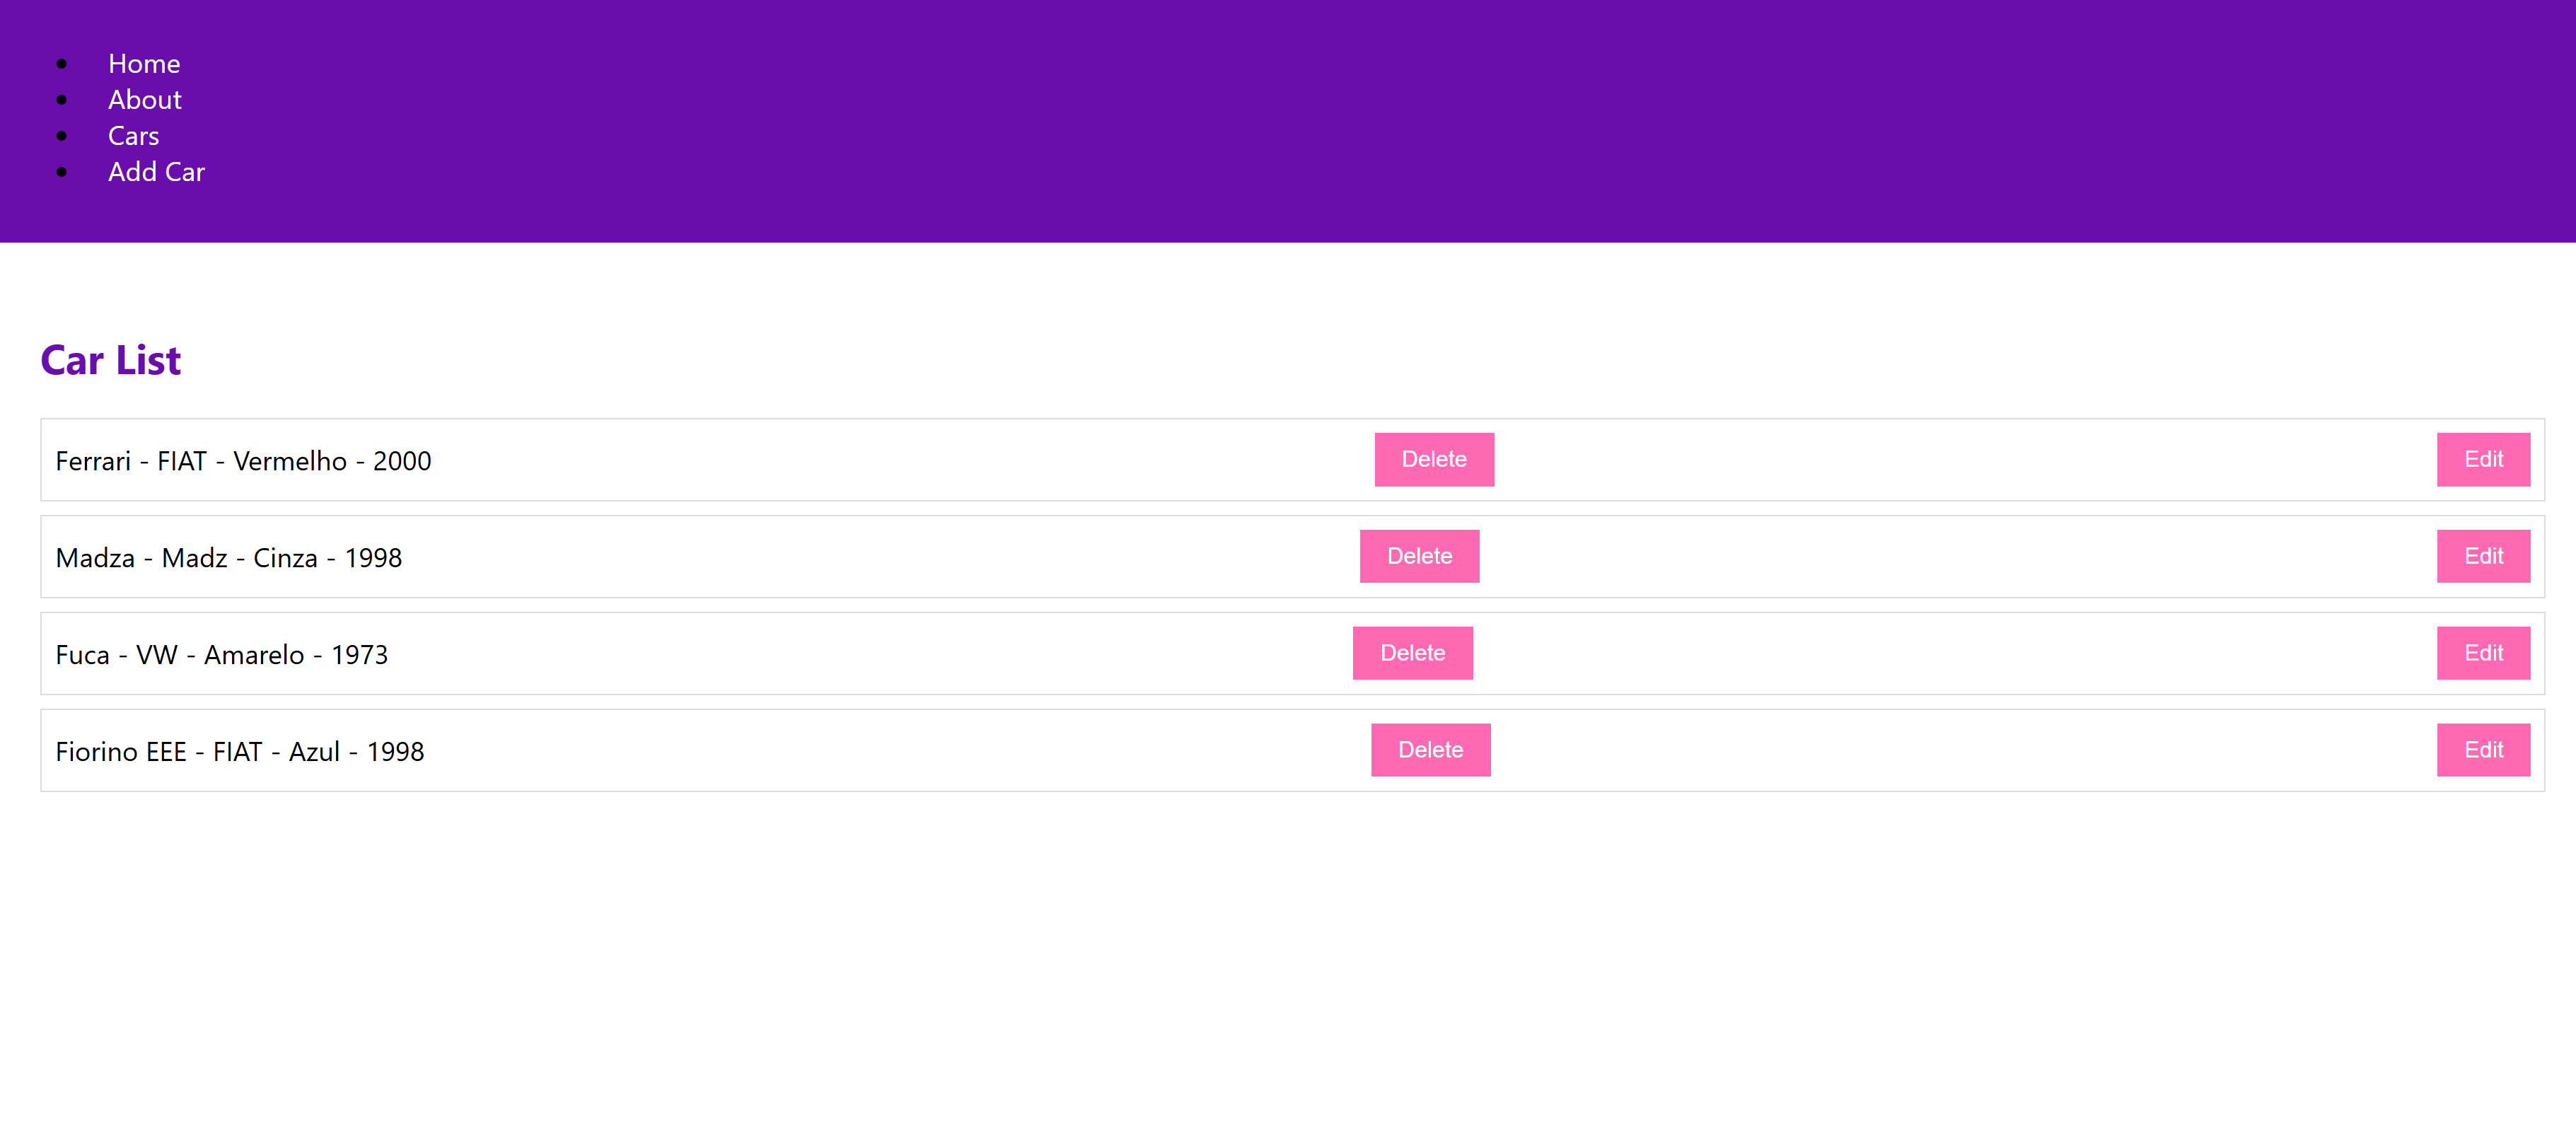 Home
About
Cars
Add Car
Car List
Ferrari - FIAT - Vermelho - 2000 Delete Edit
Madza - Madz - Cinza - 1998 Delete Edit
Fuca - VW - Amarelo - 1973 Delete Edit
Fiorino EEE - FIAT - Azul - 1998 Delete Edit